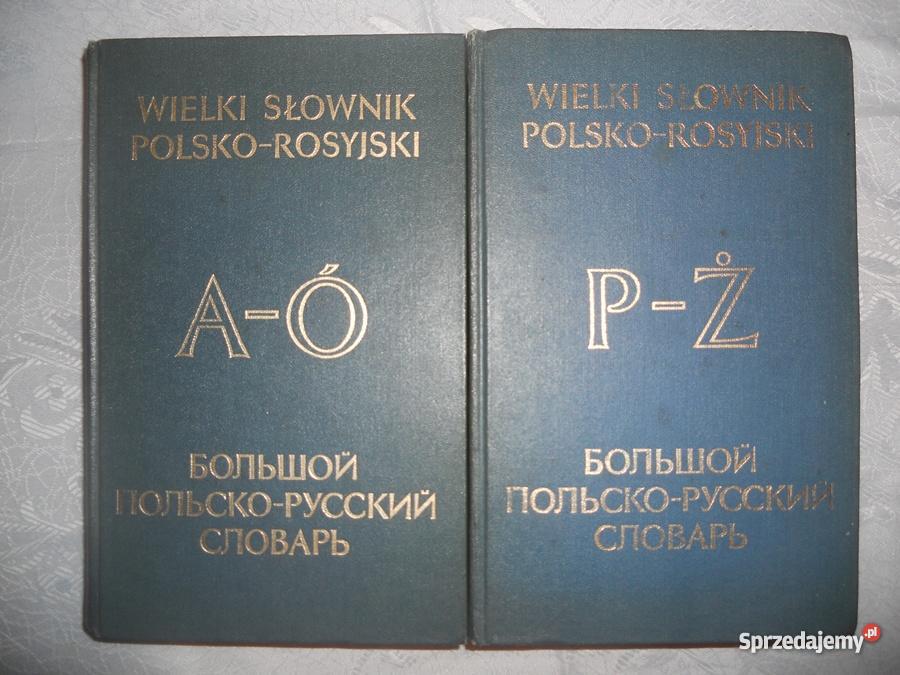 WIELKI SŁOWNIK
POLSKO-ROSYJSKI
A-Ó
БОЛЬШОЙ
ПОЛЬСКО-РУССКИЙ
СЛОВАРЬ
WIELKI SŁOWNIK
POLSKO-ROSYJSKI
P-Ż
БОЛЬШОЙ
ПОЛЬСКО-РУССКИЙ
СЛОВАРЬ
Sprzedajemy.pl